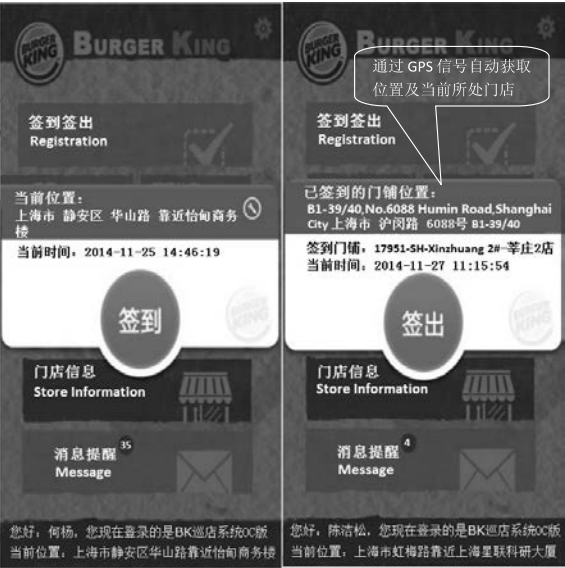 BURGER KING
BURGER KING
签到签出
Registration
当前位置：
上海市 静安区 华山路 靠近怡甸商务
楼
当前时间：2014-11-25 14:46:19
签到
BURGER KING
门店信息
Store Information
消息提醒 35
Message
您好，何杨，您现在登录的是BK巡店系统OC版
当前位置：上海市静安区华山路靠近怡甸商务楼
BURGER KING
BURGER KING
通过 GPS 信号自动获取
位置及当前所处门店
签到签出
Registration
已签到的门铺位置：
B1-39/40,No.6088 Humin Road,Shanghai
City 上海市 沪闵路 6088号 B1-39/40
签到门铺：17951-SH-Xinzhuang 2#-莘庄2店
当前时间：2014-11-27 11:15:54
签出
BURGER KING
门店信息
Store Information
消息提醒 4
Message
您好，陈洁松，您现在登录的是BK巡店系统OC版
当前位置：上海市虹梅路靠近上海星联科研大厦